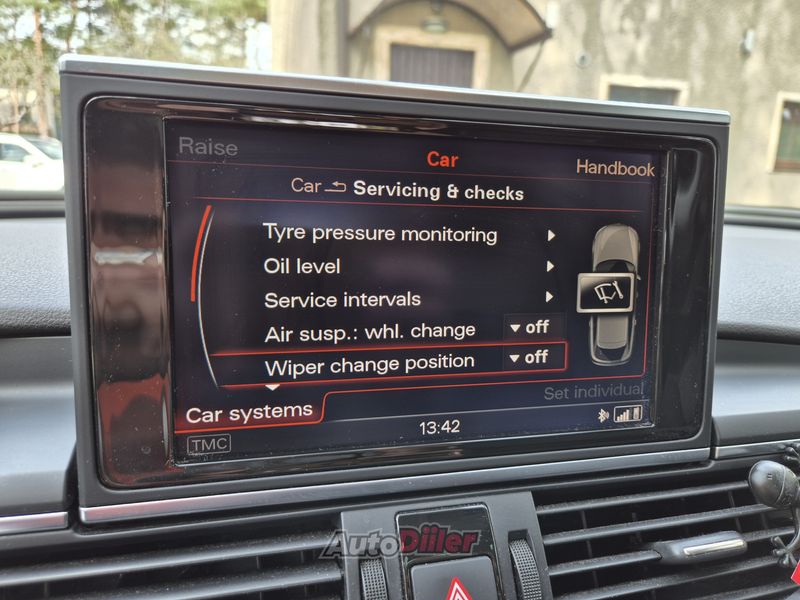 Raise
Car
Handbook
Car Servicing & checks
Tyre pressure monitoring
Oil level
Service intervals
Air susp.: whl. change off
Wiper change position off
Set individual
Car systems
13:42
TMC
AutoDiller